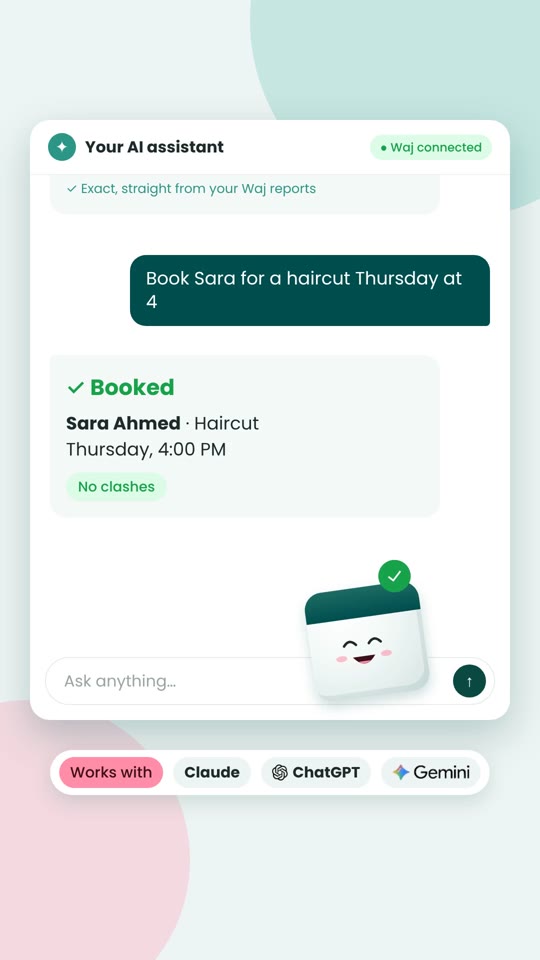 Your AI assistant
● Waj connected
✓ Exact, straight from your Waj reports
Book Sara for a haircut Thursday at
4
✓ Booked
Sara Ahmed · Haircut
Thursday, 4:00 PM
No clashes
Ask anything...
↑
Works with
Claude
ChatGPT
Gemini